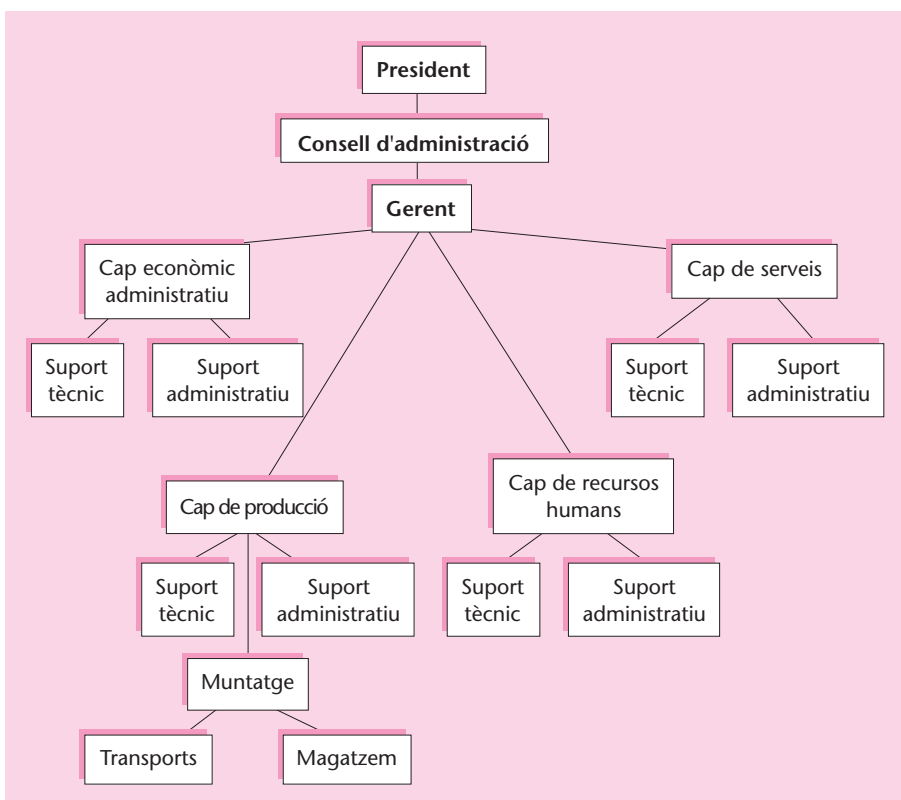 President
Consell d'administració
Gerent
Cap econòmic
administratiu
Cap de serveis
Suport
tècnic
Suport
administratiu
Suport
tècnic
Suport
administratiu
Cap de producció
Cap de recursos
humans
Suport
tècnic
Suport
administratiu
Suport
tècnic
Suport
administratiu
Muntatge
Transports
Magatzem